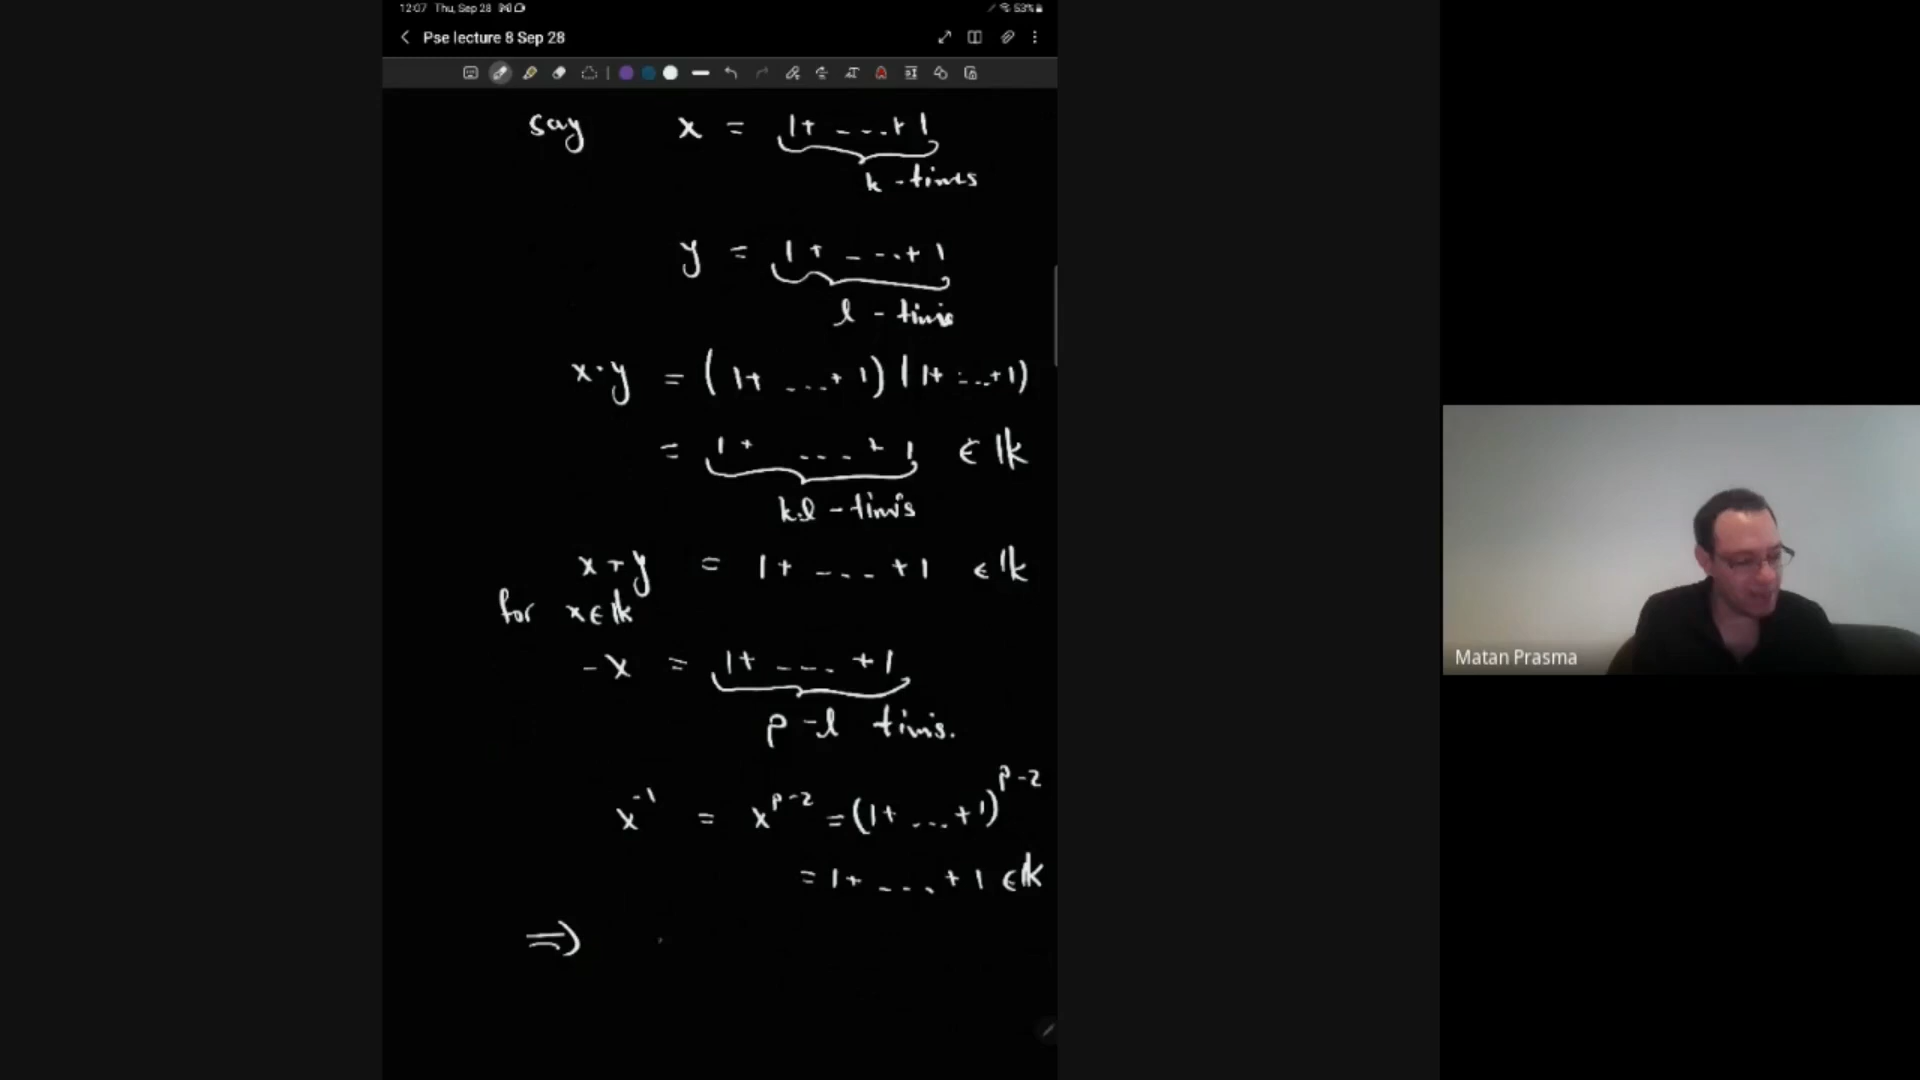 12:07 Thu, Sep 28
53%
Pse lecture 8 Sep 28
say x = 1+ ---+ 1
k - times
y = 1 + ---+ 1
l - times
x·y = (1+ ...+ 1)(1+ ...+1)
= 1+ ...+ 1 ∈ 𝕜
k.l - times
x+y = 1+ ---. +1 ∈ 𝕜
for x∈𝕜
-x = 1+ ---. +1
p-l times.
x⁻¹ = x^{p-2} = (1+ ...+1)^{p-2}
= 1+ ---. + 1 ∈ 𝕜
⇒
Matan Prasma